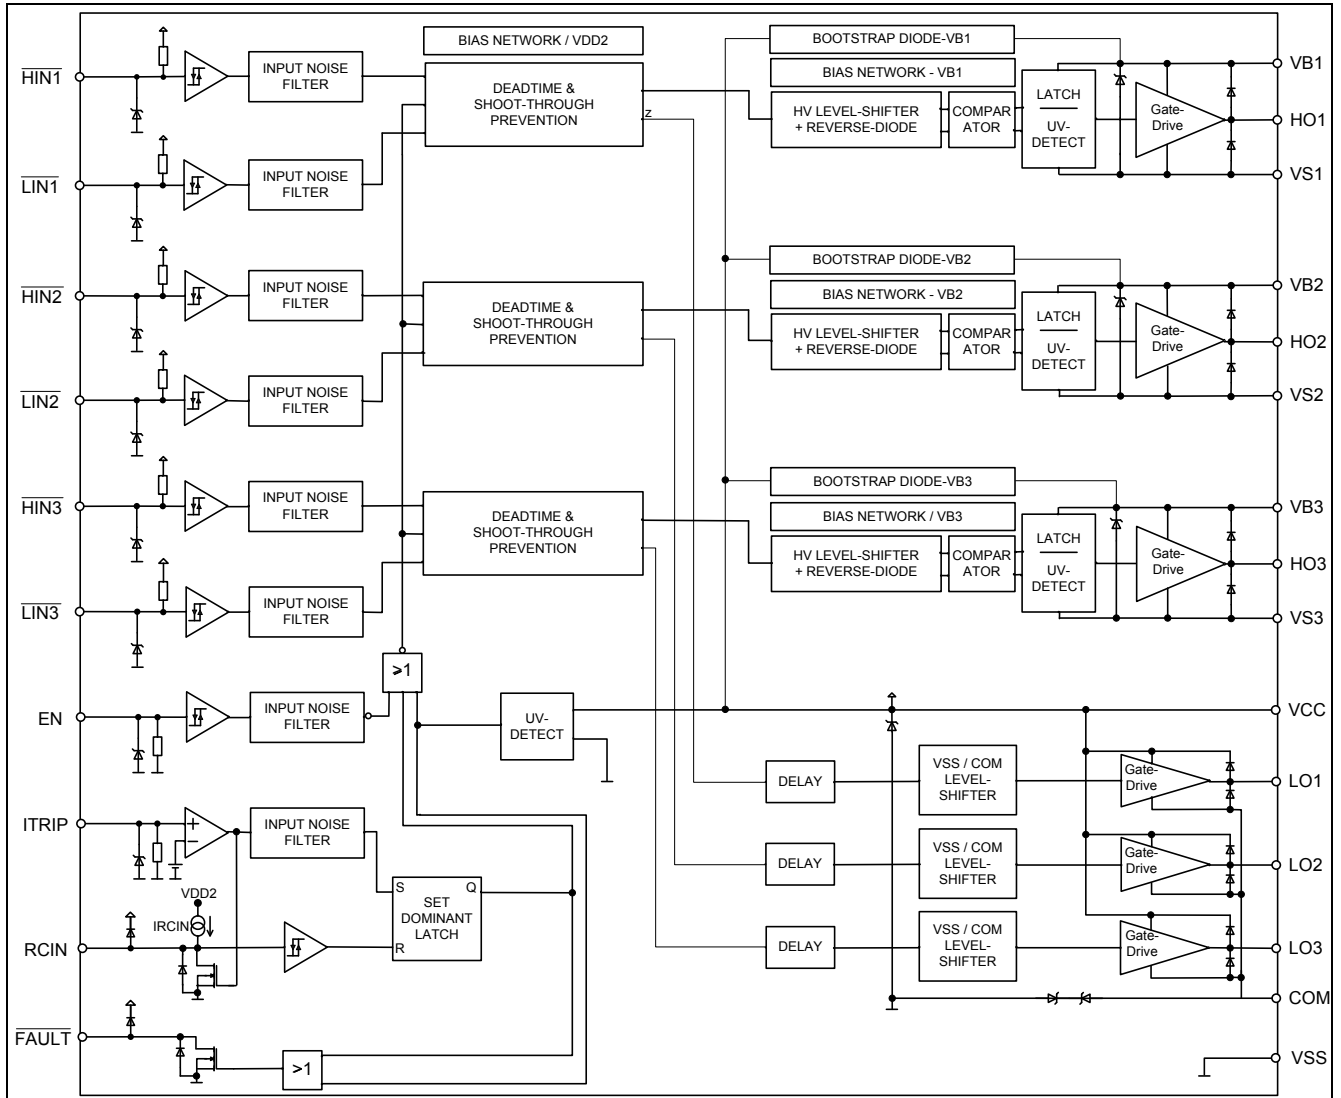 BIAS NETWORK / VDD2
BOOTSTRAP DIODE-VB1
HIN1
INPUT NOISE
FILTER
DEADTIME &
SHOOT-THROUGH
PREVENTION
Z
BIAS NETWORK - VB1
HV LEVEL-SHIFTER
+ REVERSE-DIODE
COMPAR
ATOR
LATCH
UV-
DETECT
Gate-
Drive
VB1
HO1
VS1
LIN1
INPUT NOISE
FILTER
BOOTSTRAP DIODE-VB2
HIN2
INPUT NOISE
FILTER
DEADTIME &
SHOOT-THROUGH
PREVENTION
BIAS NETWORK - VB2
HV LEVEL-SHIFTER
+ REVERSE-DIODE
COMPAR
ATOR
LATCH
UV-
DETECT
Gate-
Drive
VB2
HO2
VS2
LIN2
INPUT NOISE
FILTER
BOOTSTRAP DIODE-VB3
HIN3
INPUT NOISE
FILTER
DEADTIME &
SHOOT-THROUGH
PREVENTION
BIAS NETWORK / VB3
HV LEVEL-SHIFTER
+ REVERSE-DIODE
COMPAR
ATOR
LATCH
UV-
DETECT
Gate-
Drive
VB3
HO3
VS3
LIN3
INPUT NOISE
FILTER
>1
EN
INPUT NOISE
FILTER
UV-
DETECT
VCC
DELAY
VSS / COM
LEVEL-
SHIFTER
Gate-
Drive
LO1
ITRIP
+
−
INPUT NOISE
FILTER
DELAY
VSS / COM
LEVEL-
SHIFTER
Gate-
Drive
LO2
VDD2
IRCIN
RCIN
S
Q
SET
DOMINANT
LATCH
R
DELAY
VSS / COM
LEVEL-
SHIFTER
Gate-
Drive
LO3
COM
FAULT
>1
VSS